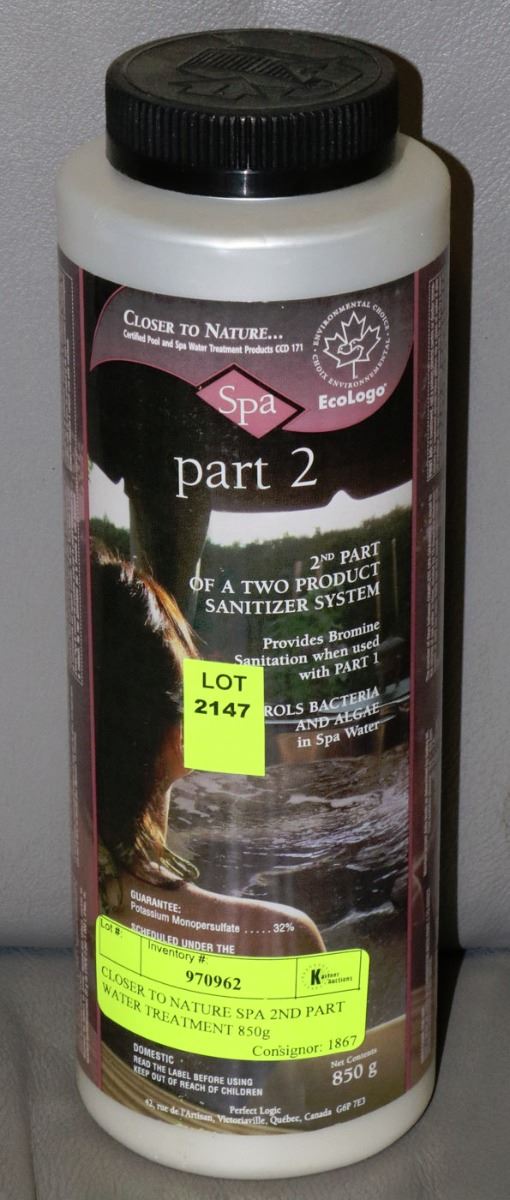 CLOSER TO NATURE...
Certified Pool and Spa Water Treatment Products CCD 171
ENVIRONMENTAL CHOICE
CHOIX ENVIRONNEMENTAL
EcoLogo
Spa
part 2
2ND PART
OF A TWO PRODUCT
SANITIZER SYSTEM
Provides Bromine
Sanitation when used
with PART 1
ROLS BACTERIA
AND ALGAE
in Spa Water
LOT
2147
GUARANTEE:
Potassium Monopersulfate ..... 32%
SCHEDULED UNDER THE
Lot #:
Inventory #:
970962
Kastner
Auctions
CLOSER TO NATURE SPA 2ND PART
WATER TREATMENT 850g
Consignor: 1867
DOMESTIC
READ THE LABEL BEFORE USING
KEEP OUT OF REACH OF CHILDREN
Net Contents
850 g
Perfect Logic
42, rue de l'Artisan, Victoriaville, Québec, Canada G6P 7E3